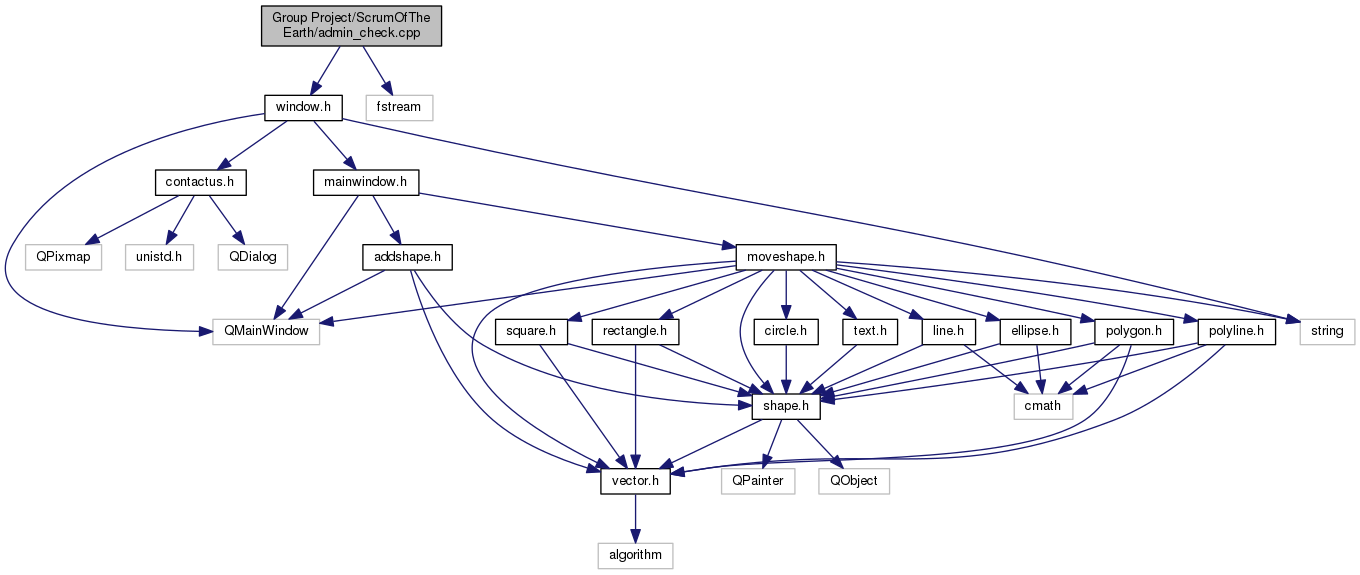 Group Project/ScrumOfThe
Earth/admin_check.cpp
window.h
fstream
contactus.h
mainwindow.h
QPixmap
unistd.h
QDialog
addshape.h
moveshape.h
QMainWindow
square.h
rectangle.h
circle.h
text.h
line.h
ellipse.h
polygon.h
polyline.h
string
shape.h
cmath
vector.h
QPainter
QObject
algorithm